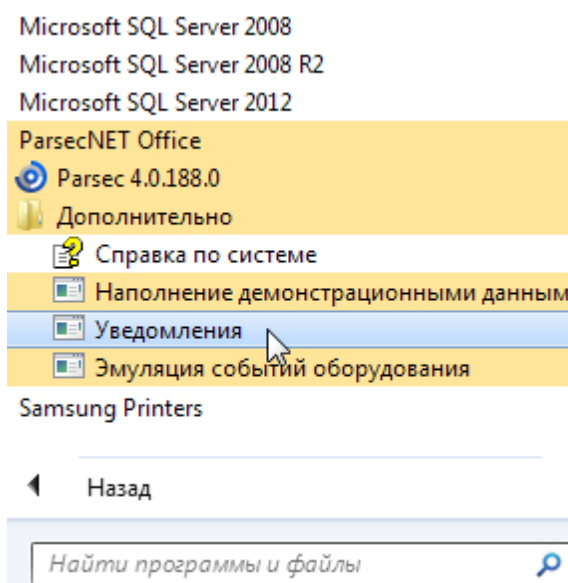 Microsoft SQL Server 2008
Microsoft SQL Server 2008 R2
Microsoft SQL Server 2012
ParsecNET Office
Parsec 4.0.188.0
Дополнительно
Справка по системе
Наполнение демонстрационными данным
Уведомления
Эмуляция событий оборудования
Samsung Printers
Назад
Найти программы и файлы